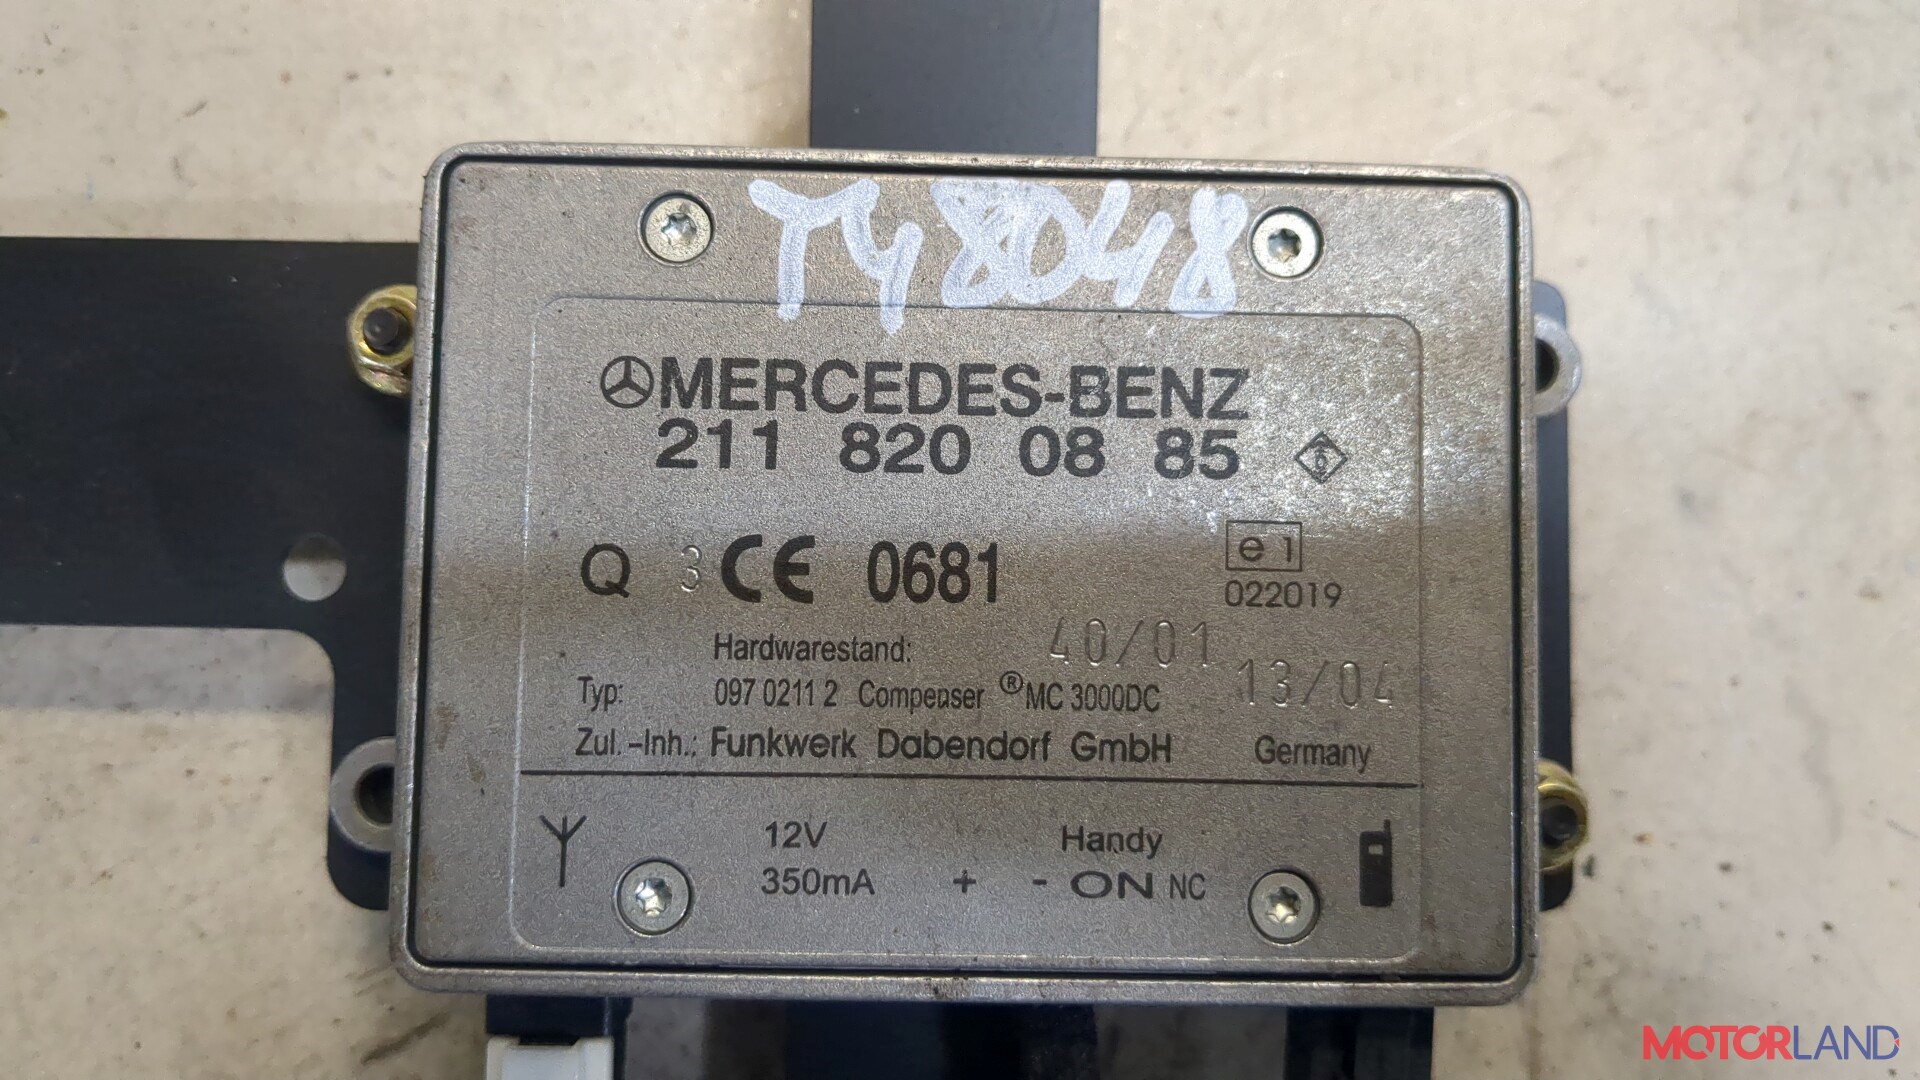 T48048
MERCEDES-BENZ
211 820 08 85
Q 3 CE 0681
e1
022019
Hardwarestand: 40/01
13/04
Typ: 097 0211 2 Compenser ®MC 3000DC
Zul.-Inh.: Funkwerk Dabendorf GmbH Germany
12V Handy
350mA + - ON NC
MOTORLAND